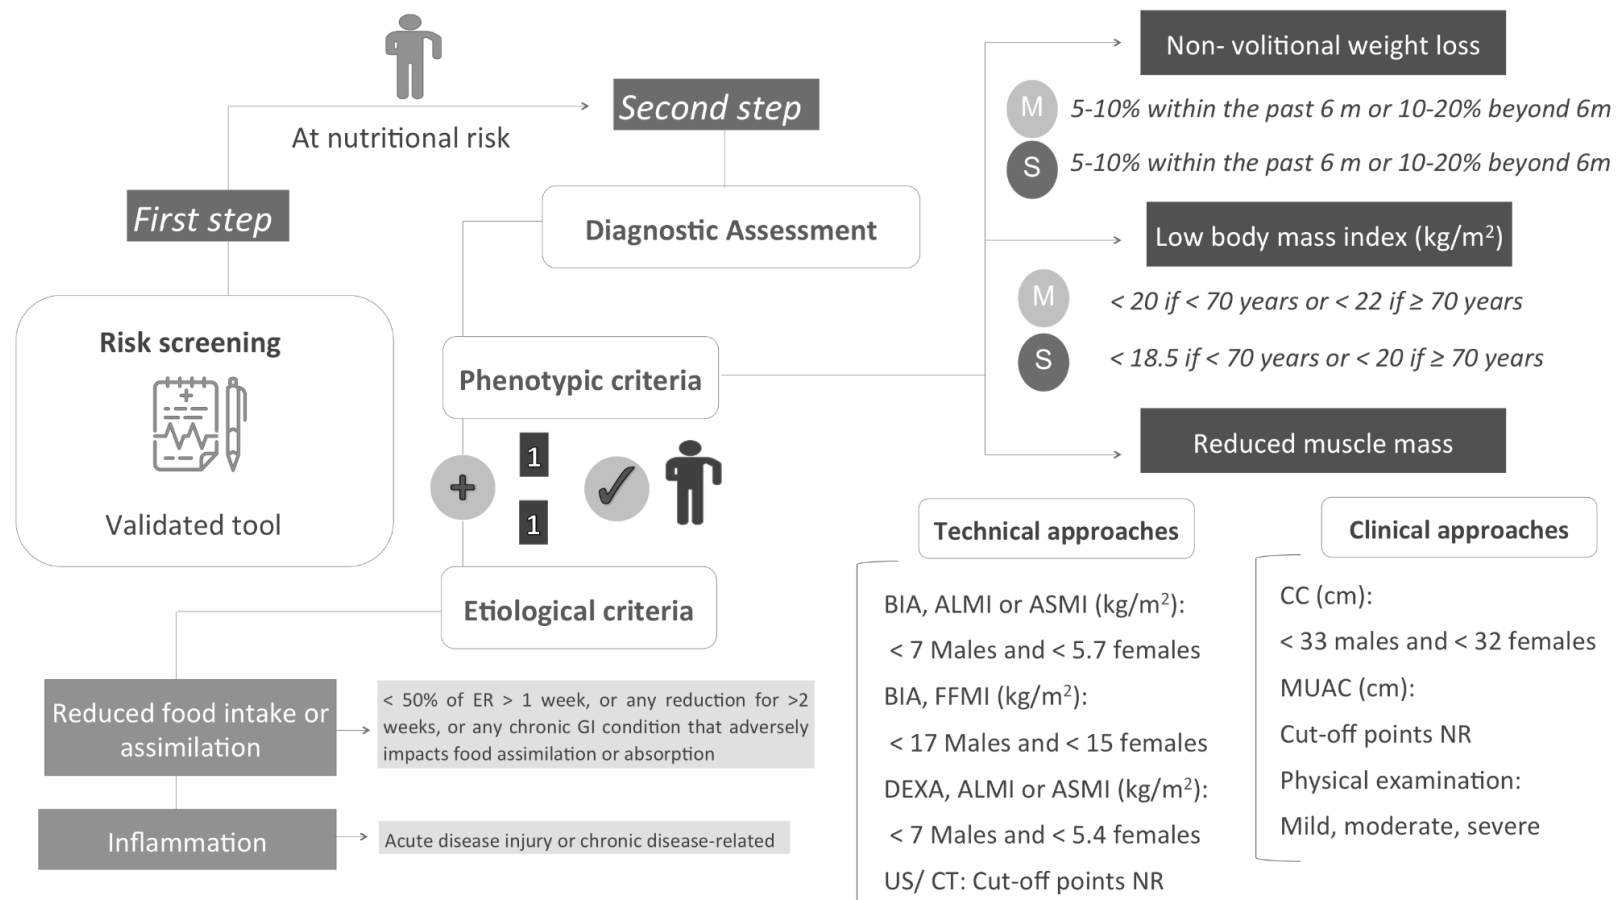 First step
Risk screening
Validated tool
At nutritional risk
Second step
Diagnostic Assessment
Phenotypic criteria
+
1
1
Etiological criteria
Reduced food intake or
assimilation
< 50% of ER > 1 week, or any reduction for >2
weeks, or any chronic GI condition that adversely
impacts food assimilation or absorption
Inflammation
Acute disease injury or chronic disease-related
Non- volitional weight loss
M 5-10% within the past 6 m or 10-20% beyond 6m
S 5-10% within the past 6 m or 10-20% beyond 6m
Low body mass index (kg/m²)
M < 20 if < 70 years or < 22 if ≥ 70 years
S < 18.5 if < 70 years or < 20 if ≥ 70 years
Reduced muscle mass
Technical approaches
BIA, ALMI or ASMI (kg/m²):
< 7 Males and < 5.7 females
BIA, FFMI (kg/m²):
< 17 Males and < 15 females
DEXA, ALMI or ASMI (kg/m²):
< 7 Males and < 5.4 females
US/ CT: Cut-off points NR
Clinical approaches
CC (cm):
< 33 males and < 32 females
MUAC (cm):
Cut-off points NR
Physical examination:
Mild, moderate, severe